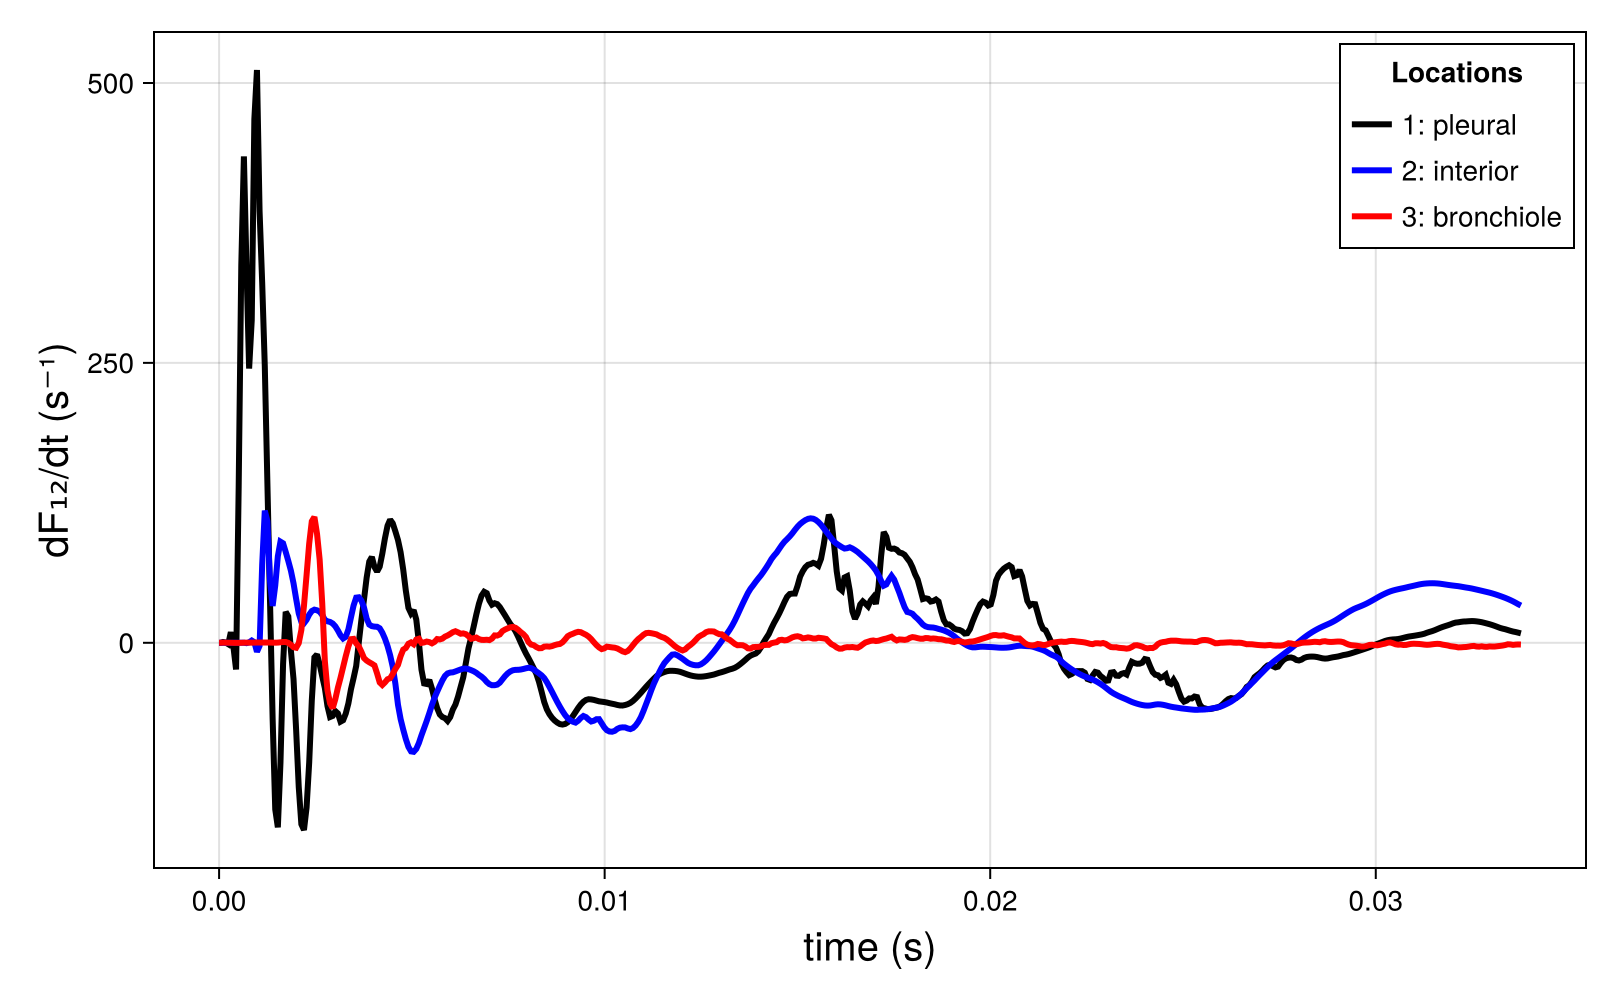 500
250
0
dF₁₂/dt (s⁻¹)
Locations
1: pleural
2: interior
3: bronchiole
0.00
0.01
0.02
0.03
time (s)